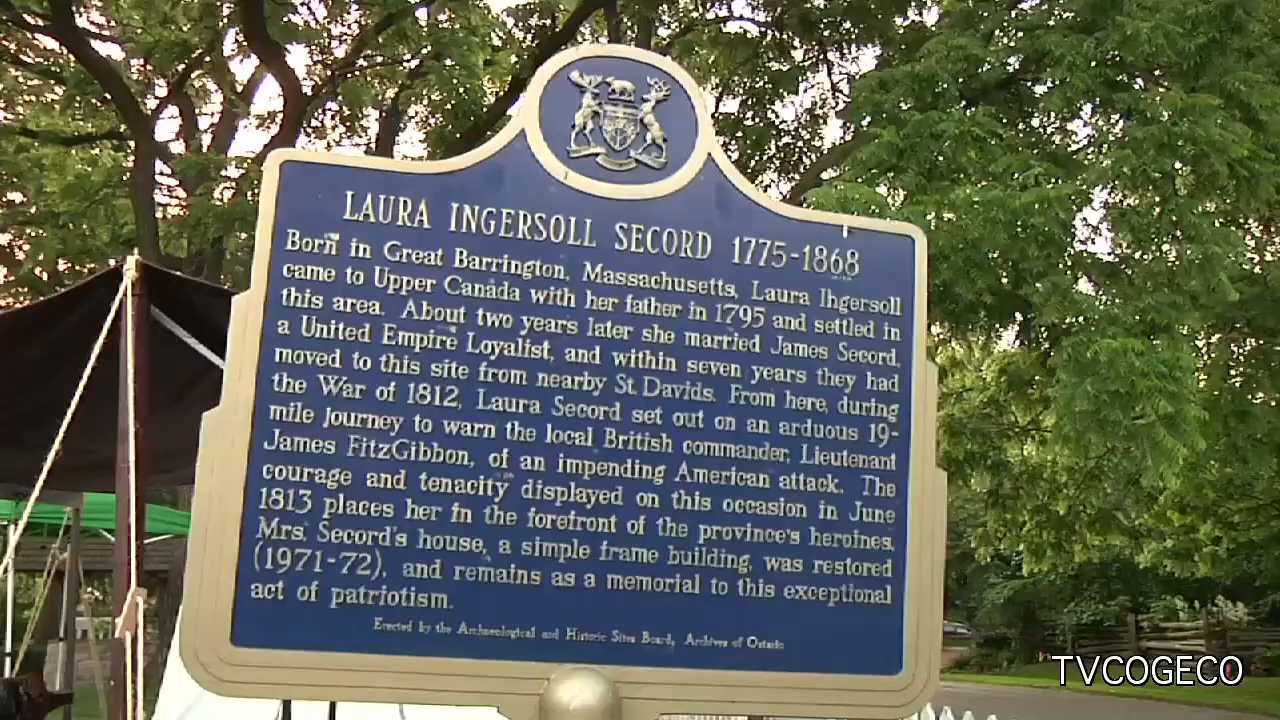 LAURA INGERSOLL SECORD 1775-1868
Born in Great Barrington, Massachusetts, Laura Ingersoll
came to Upper Canada with her father in 1795 and settled in
this area. About two years later she married James Secord,
a United Empire Loyalist, and within seven years they had
moved to this site from nearby St. Davids. From here, during
the War of 1812, Laura Secord set out on an arduous 19-
mile journey to warn the local British commander, Lieutenant
James FitzGibbon, of an impending American attack. The
courage and tenacity displayed on this occasion in June
1813 places her in the forefront of the province's heroines.
Mrs. Secord's house, a simple frame building, was restored
(1971-72), and remains as a memorial to this exceptional
act of patriotism.
Erected by the Archaeological and Historic Sites Board, Archives of Ontario
TVCOGECO